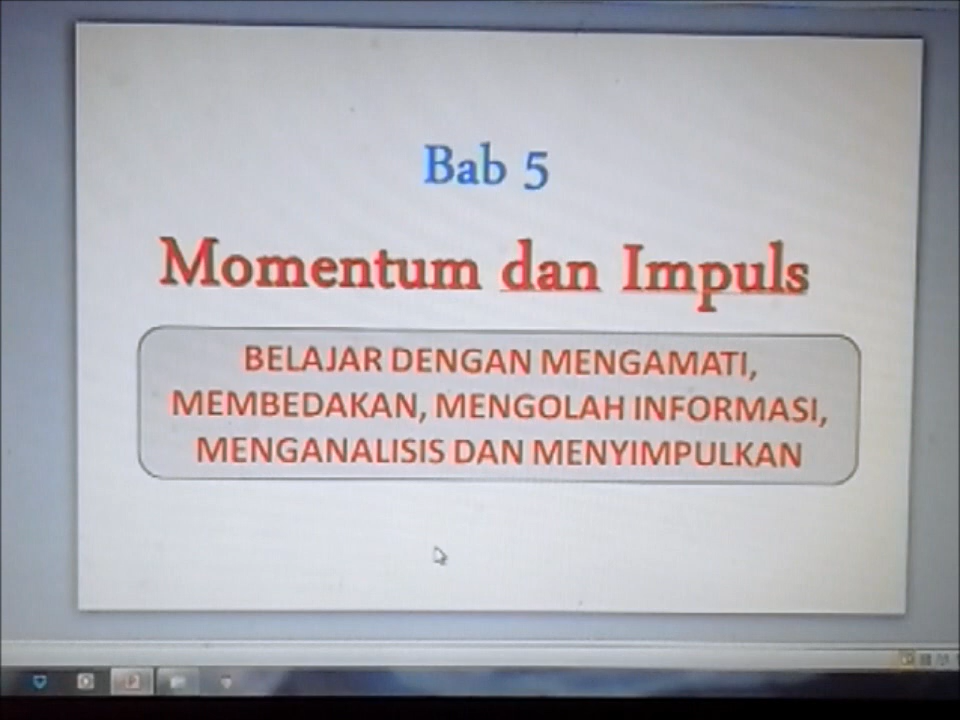 Bab 5
Momentum dan Impuls
BELAJAR DENGAN MENGAMATI,
MEMBEDAKAN, MENGOLAH INFORMASI,
MENGANALISIS DAN MENYIMPULKAN